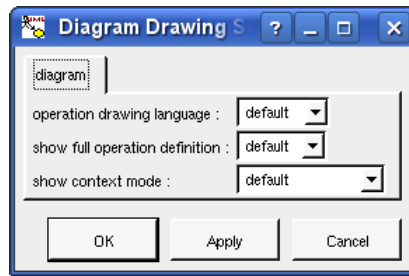 Diagram Drawing S
diagram
operation drawing language : default
show full operation definition : default
show context mode : default
OK Apply Cancel